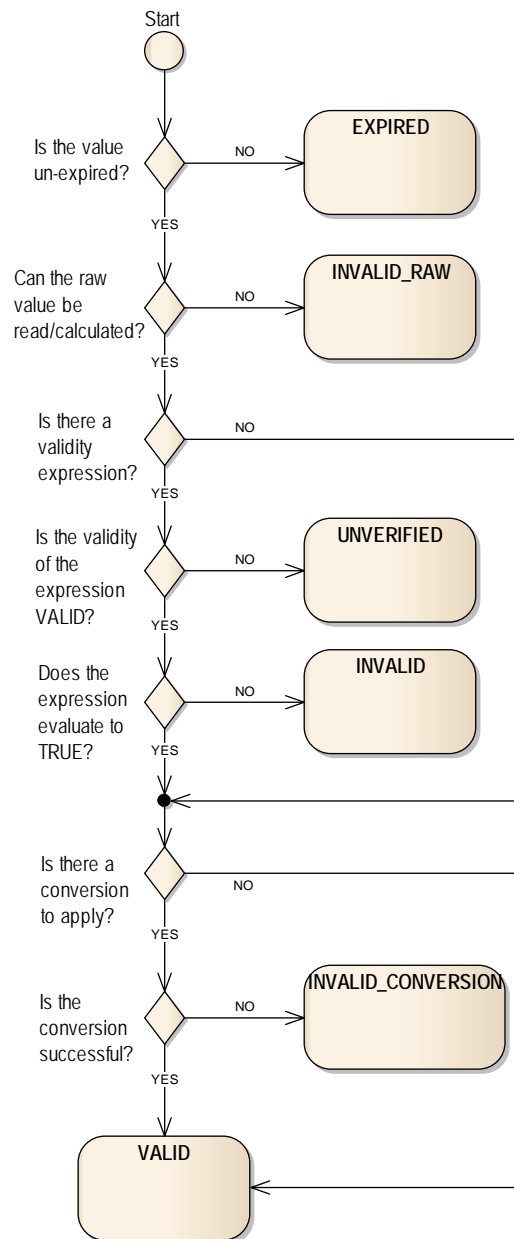 Start
Is the value
un-expired?
NO
EXPIRED
YES
Can the raw
value be
read/calculated?
NO
INVALID_RAW
YES
Is there a
validity
expression?
NO
YES
Is the validity
of the
expression
VALID?
NO
UNVERIFIED
YES
Does the
expression
evaluate to
TRUE?
NO
INVALID
YES
Is there a
conversion
to apply?
NO
YES
Is the
conversion
successful?
NO
INVALID_CONVERSION
YES
VALID